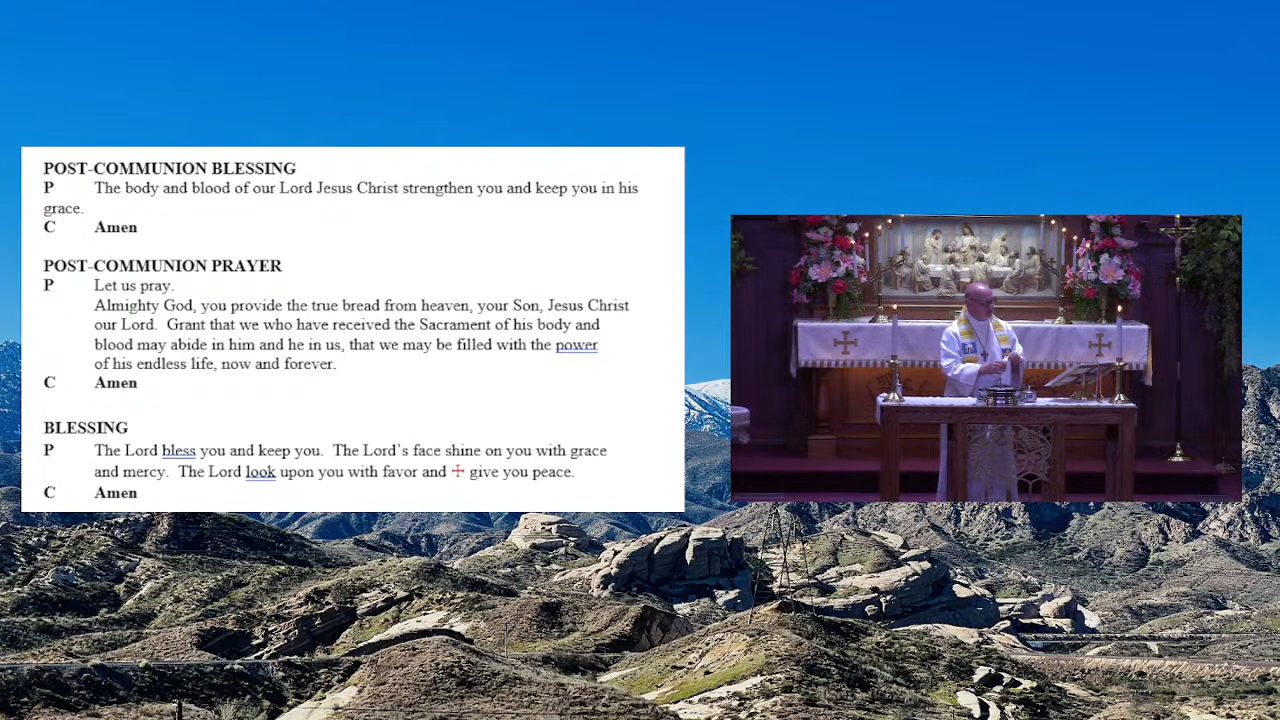 POST-COMMUNION BLESSING
P The body and blood of our Lord Jesus Christ strengthen you and keep you in his
grace.
C Amen
POST-COMMUNION PRAYER
P Let us pray.
Almighty God, you provide the true bread from heaven, your Son, Jesus Christ
our Lord. Grant that we who have received the Sacrament of his body and
blood may abide in him and he in us, that we may be filled with the power
of his endless life, now and forever.
C Amen
BLESSING
P The Lord bless you and keep you. The Lord's face shine on you with grace
and mercy. The Lord look upon you with favor and ☩ give you peace.
C Amen